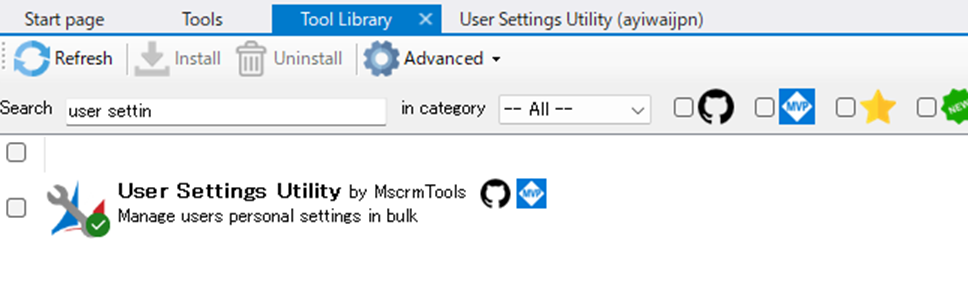 Start page Tools Tool Library × User Settings Utility (ayiwaijpn)
Refresh Install Uninstall Advanced
Search user settin in category -- All -- MVP NEW
User Settings Utility by MscrmTools MVP
Manage users personal settings in bulk